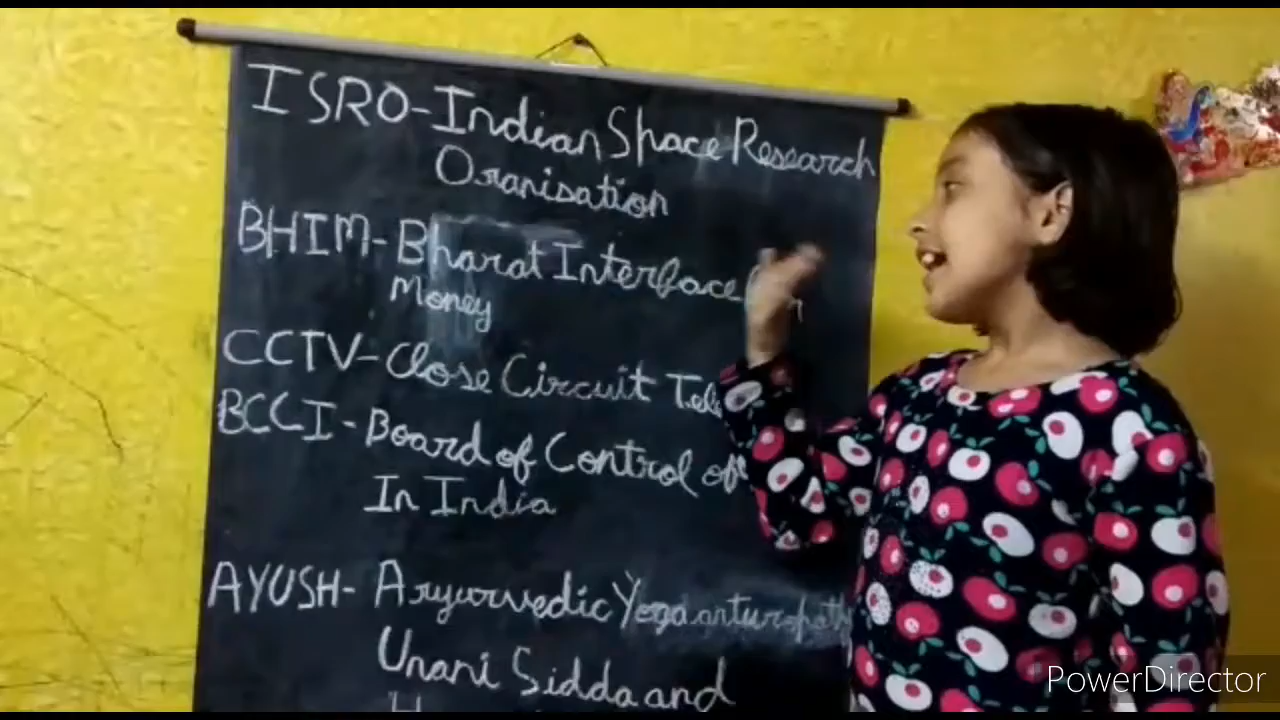 ISRO-Indian Space Research
Oranisation
BHIM-Bharat Interface
Money
CCTV-Close Circuit Tel
BCCI-Board of Control of
In India
AYUSH- Aryurvedic Yoga
Unani Sidda and
PowerDirector